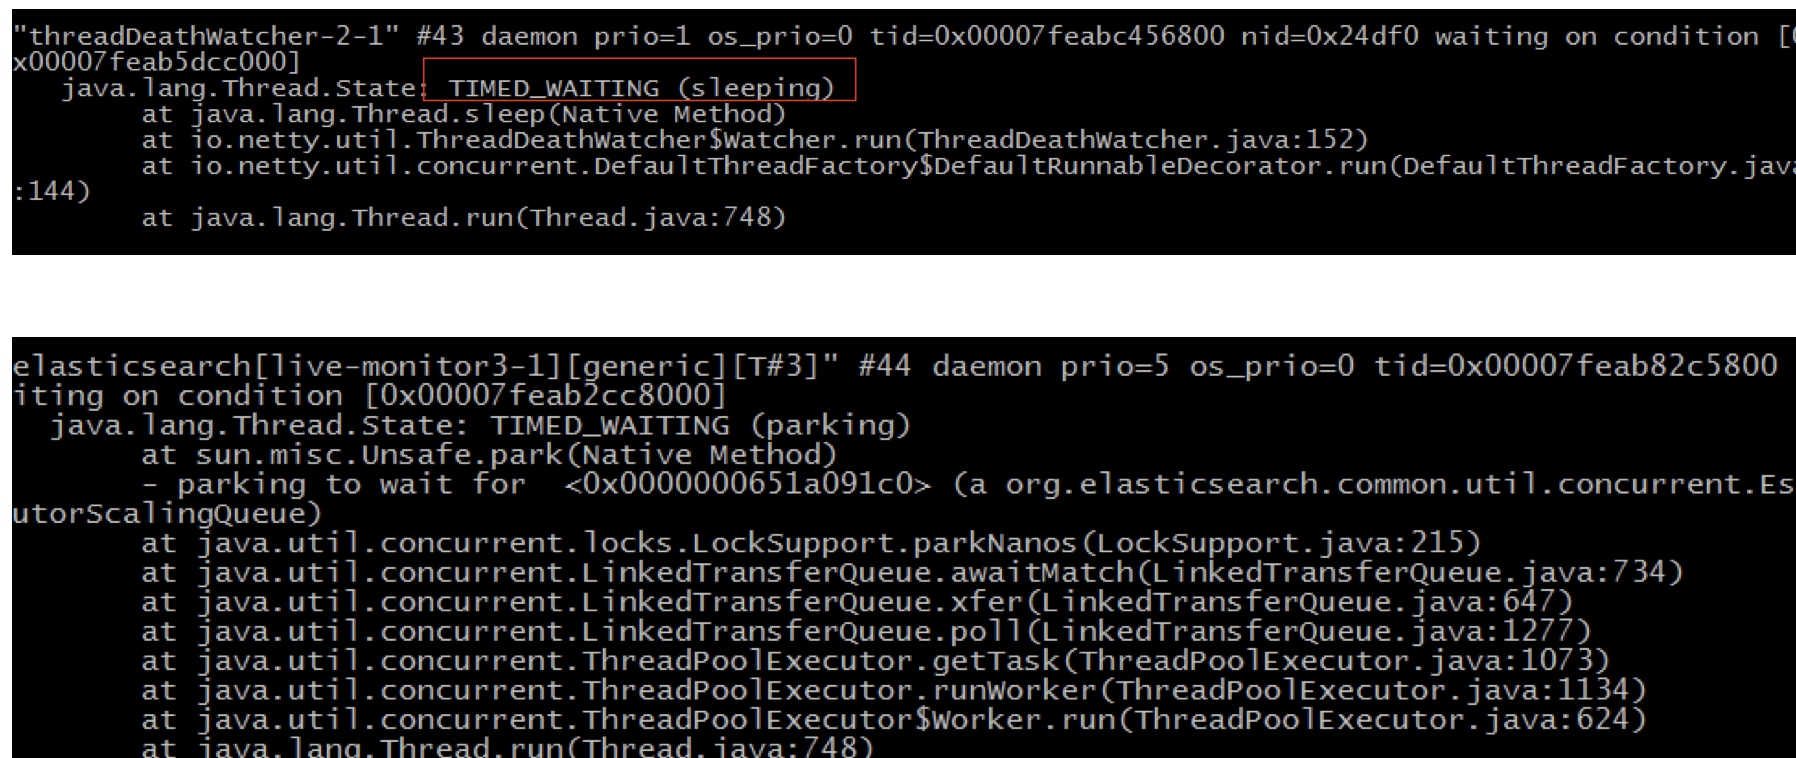 "threadDeathWatcher-2-1" #43 daemon prio=1 os_prio=0 tid=0x00007feabc456800 nid=0x24df0 waiting on condition [
x00007feab5dcc000]
   java.lang.Thread.State: TIMED_WAITING (sleeping)
        at java.lang.Thread.sleep(Native Method)
        at io.netty.util.ThreadDeathWatcher$Watcher.run(ThreadDeathWatcher.java:152)
        at io.netty.util.concurrent.DefaultThreadFactory$DefaultRunnableDecorator.run(DefaultThreadFactory.java
:144)
        at java.lang.Thread.run(Thread.java:748)
elasticsearch[live-monitor3-1][generic][T#3]" #44 daemon prio=5 os_prio=0 tid=0x00007feab82c5800
iting on condition [0x00007feab2cc8000]
  java.lang.Thread.State: TIMED_WAITING (parking)
       at sun.misc.Unsafe.park(Native Method)
       - parking to wait for  <0x0000000651a091c0> (a org.elasticsearch.common.util.concurrent.Es
utorScalingQueue)
       at java.util.concurrent.locks.LockSupport.parkNanos(LockSupport.java:215)
       at java.util.concurrent.LinkedTransferQueue.awaitMatch(LinkedTransferQueue.java:734)
       at java.util.concurrent.LinkedTransferQueue.xfer(LinkedTransferQueue.java:647)
       at java.util.concurrent.LinkedTransferQueue.poll(LinkedTransferQueue.java:1277)
       at java.util.concurrent.ThreadPoolExecutor.getTask(ThreadPoolExecutor.java:1073)
       at java.util.concurrent.ThreadPoolExecutor.runWorker(ThreadPoolExecutor.java:1134)
       at java.util.concurrent.ThreadPoolExecutor$Worker.run(ThreadPoolExecutor.java:624)
       at java.lang.Thread.run(Thread.java:748)